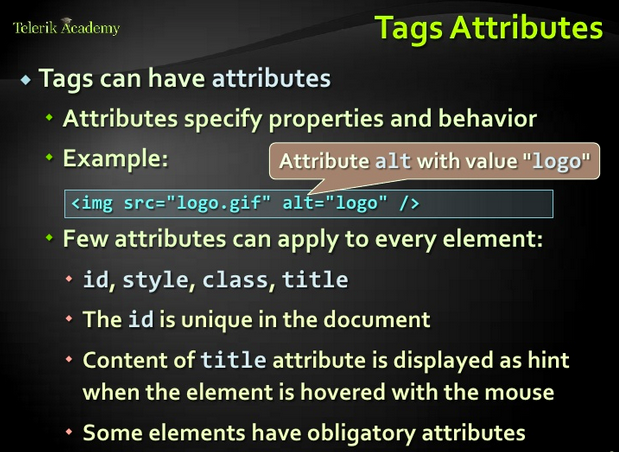 Telerik Academy
Tags Attributes
Tags can have attributes
Attributes specify properties and behavior
Example:
Attribute alt with value "logo"
<img src="logo.gif" alt="logo" />
Few attributes can apply to every element:
id, style, class, title
The id is unique in the document
Content of title attribute is displayed as hint
when the element is hovered with the mouse
Some elements have obligatory attributes